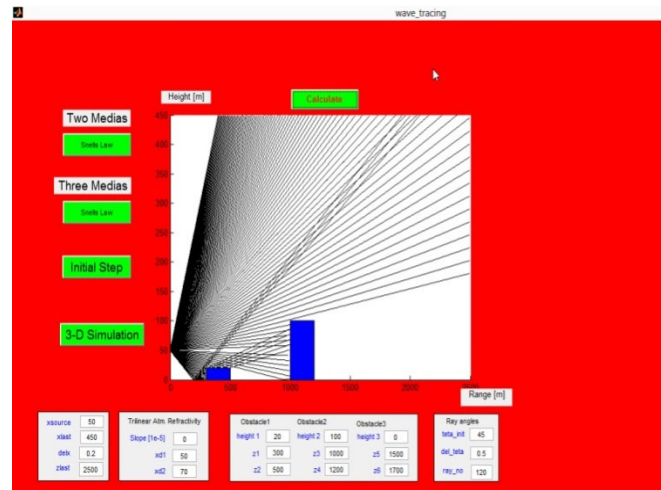 wave_tracing
Height [m]
Calculate
Two Medias
Snells Law
Three Medias
Snells Law
Initial Step
3-D Simulation
450
400
350
300
250
200
150
100
50
0
0 500 1000 1500 2000 2500
Range [m]
xsource 50
xlast 450
delx 0.2
zlast 2500
Trilinear Atm. Refractivity
Slope [1e-5] 0
xd1 50
xd2 70
Obstacle1 Obstacle2 Obstacle3
height 1 20 height 2 100 height 3 0
z1 300 z3 1000 z5 1500
z2 500 z4 1200 z6 1700
Ray angles
teta_init 45
del_teta 0.5
ray_no 120